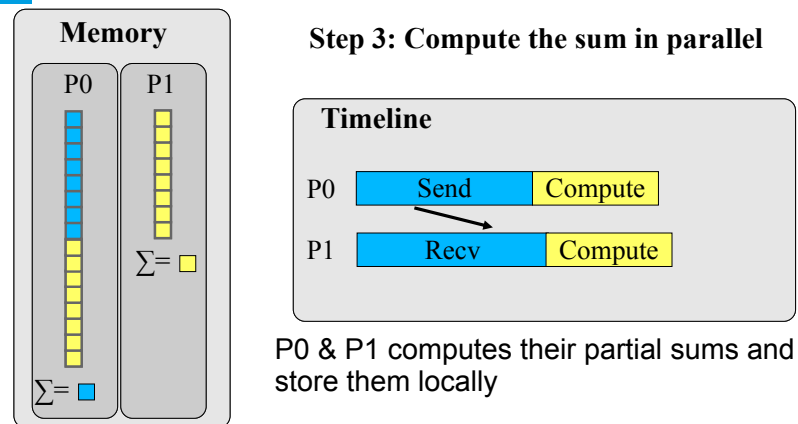 Memory
P0 P1
∑=
∑=
Step 3: Compute the sum in parallel
Timeline
P0 Send Compute
P1 Recv Compute
P0 & P1 computes their partial sums and
store them locally